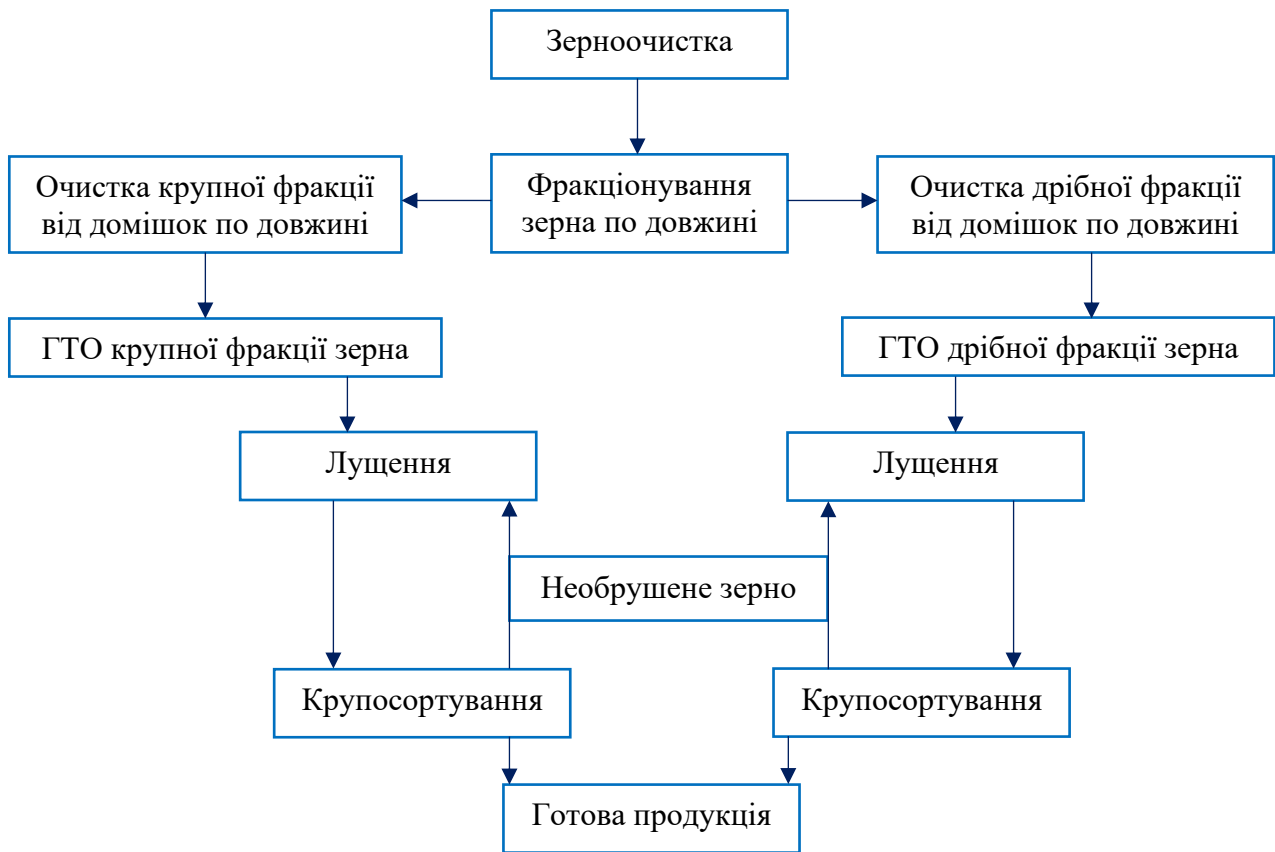 Зерноочистка
Очистка крупної фракції
від домішок по довжині
Фракціонування
зерна по довжині
Очистка дрібної фракції
від домішок по довжині
ГТО крупної фракції зерна
ГТО дрібної фракції зерна
Лущення
Лущення
Необрушене зерно
Крупосортування
Крупосортування
Готова продукція